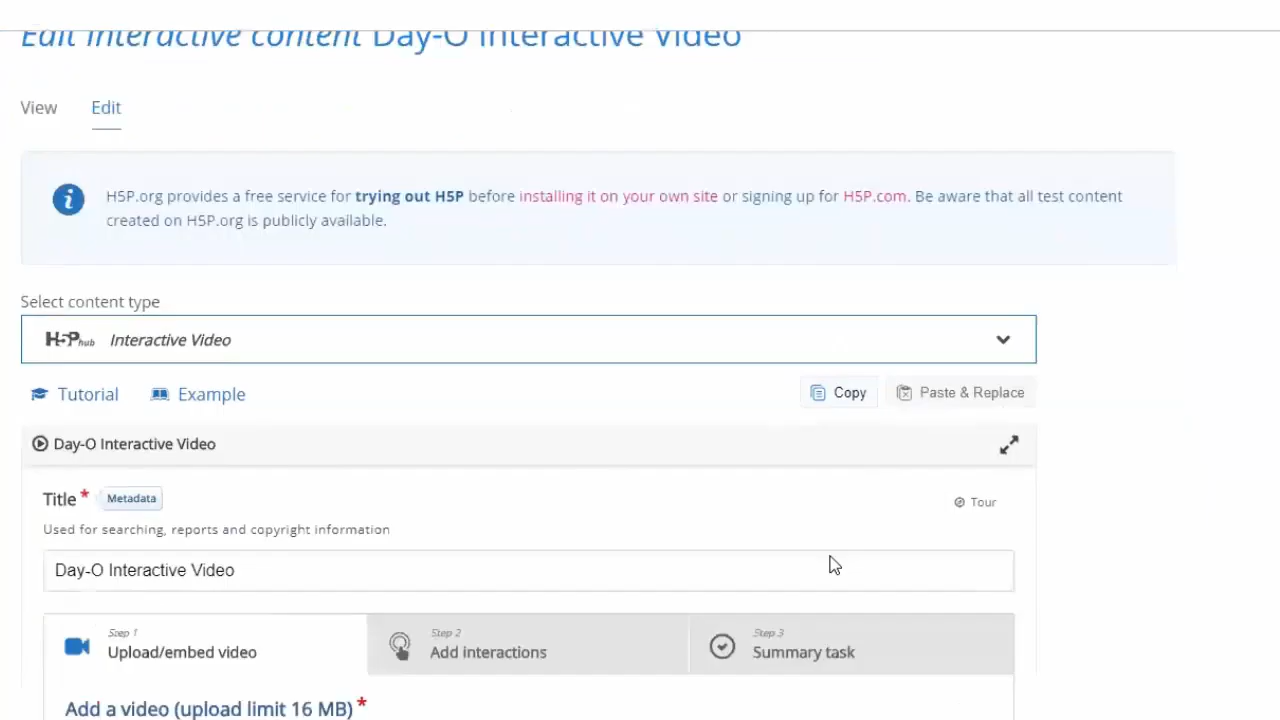 Edit Interactive content Day-O Interactive Video
View
Edit
H5P.org provides a free service for trying out H5P before installing it on your own site or signing up for H5P.com. Be aware that all test content
created on H5P.org is publicly available.
Select content type
H5P hub Interactive Video
Tutorial
Example
Copy
Paste & Replace
Day-O Interactive Video
Title * Metadata
Tour
Used for searching, reports and copyright information
Day-O Interactive Video
Step 1
Upload/embed video
Step 2
Add interactions
Step 3
Summary task
Add a video (upload limit 16 MB) *